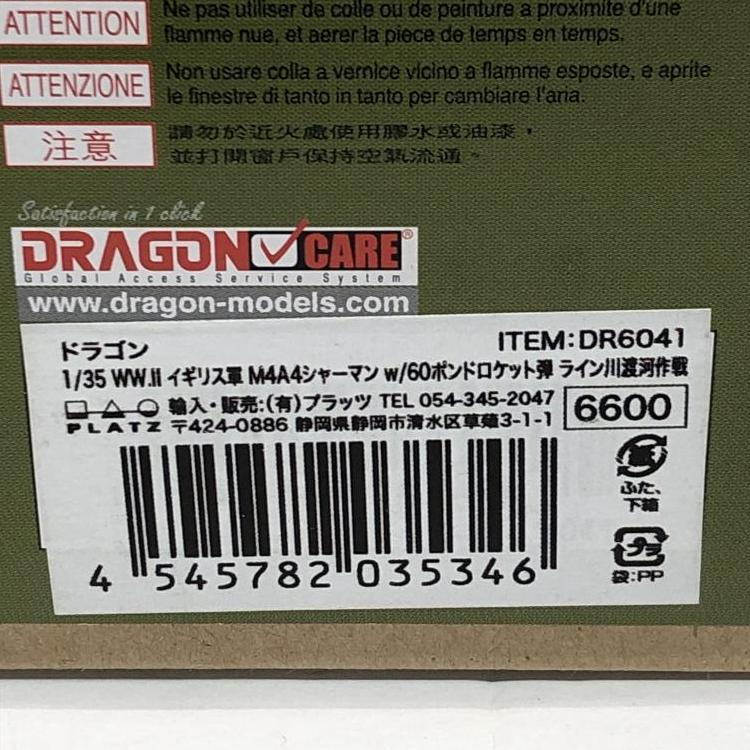 Ne pas utiliser de colle ou de peinture a proximite d'une
ATTENTION flamme nue, et aerer la piece de temps en temps.
Non usare colla a vernice vicino a flamme esposte, e aprite
ATTENZIONE le finestre di tanto in tanto per cambiare l'aria.
注意 請勿於近火處使用膠水或油漆，
並打開窗戶保持空氣流通。
Satisfaction in 1 click
DRAGON CARE®
Global Access Service System
www.dragon-models.com
ドラゴン ITEM:DR6041
1/35 WW.II イギリス軍 M4A4シャーマン w/60ポンドロケット弾 ライン川渡河作戦
輸入・販売:(有)プラッツ TEL 054-345-2047
PLATZ 〒424-0886 静岡県静岡市清水区草薙3-1-1 6600
ふた、
下箱
プラ
袋:PP
4 545782 035346